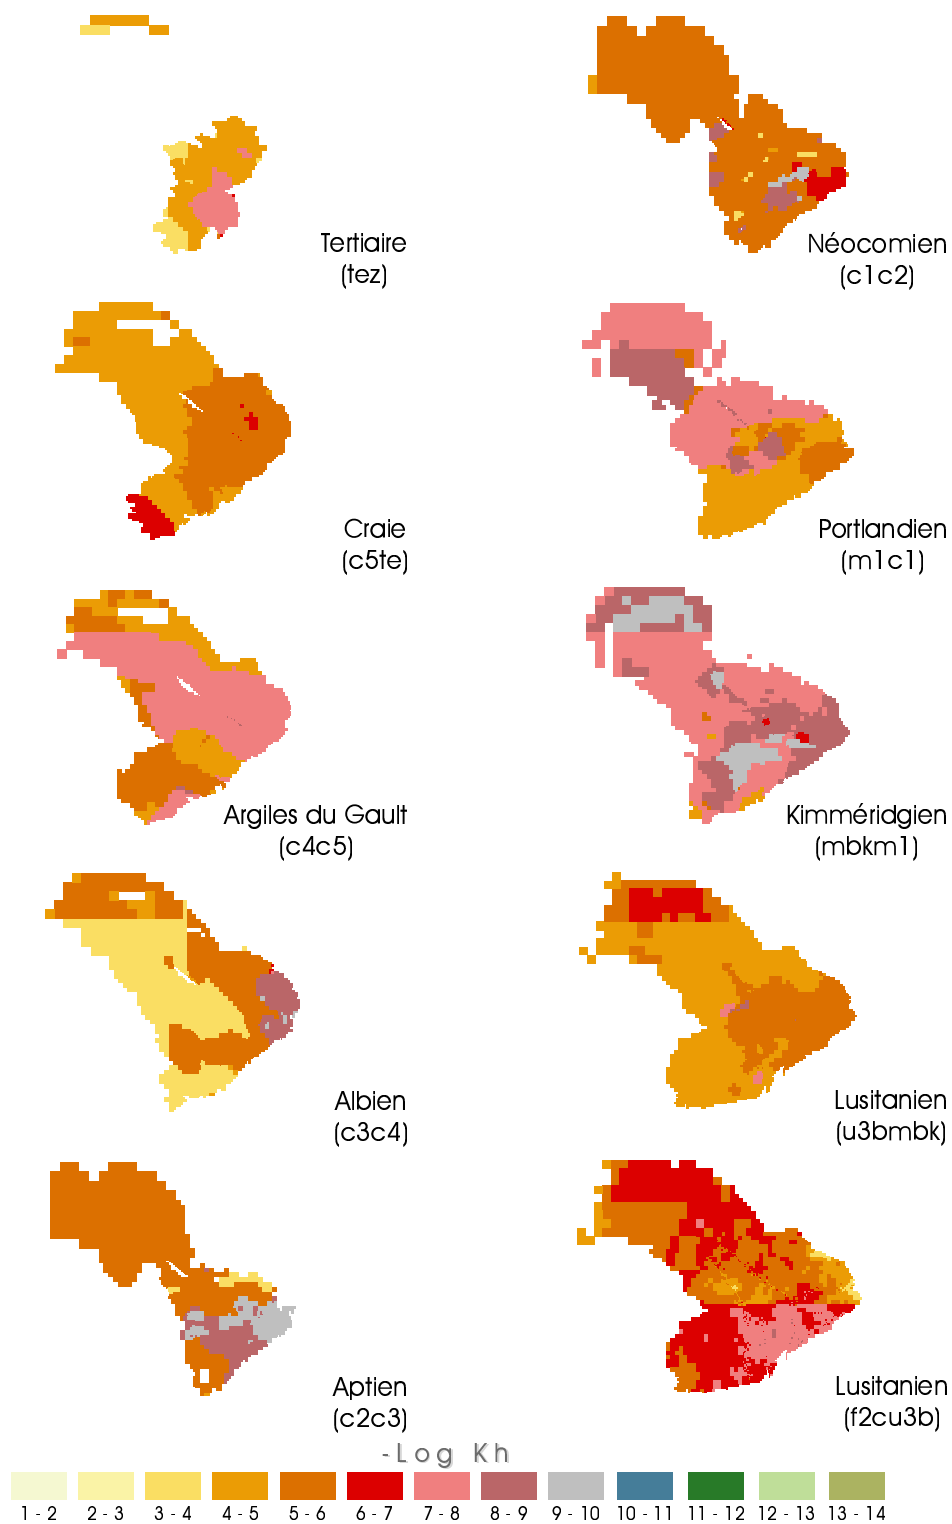 Tertiaire
(tez)
Néocomien
(c1c2)
Craie
(c5te)
Portlandien
(m1c1)
Argiles du Gault
(c4c5)
Kimméridgien
(mbkm1)
Albien
(c3c4)
Lusitanien
(u3bmbk)
Aptien
(c2c3)
Lusitanien
(f2cu3b)
-Log Kh
1 - 2 2 - 3 3 - 4 4 - 5 5 - 6 6 - 7 7 - 8 8 - 9 9 - 10 10 - 11 11 - 12 12 - 13 13 - 14